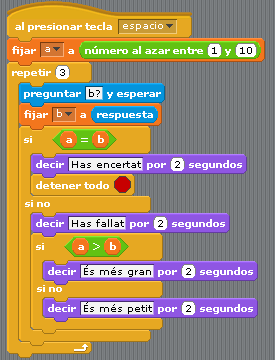 al presionar tecla espacio
fijar a a número al azar entre 1 y 10
repetir 3
preguntar b? y esperar
fijar b a respuesta
si a = b
decir Has encertat por 2 segundos
detener todo
si no
decir Has fallat por 2 segundos
si a > b
decir És més gran por 2 segundos
si no
decir És més petit por 2 segundos